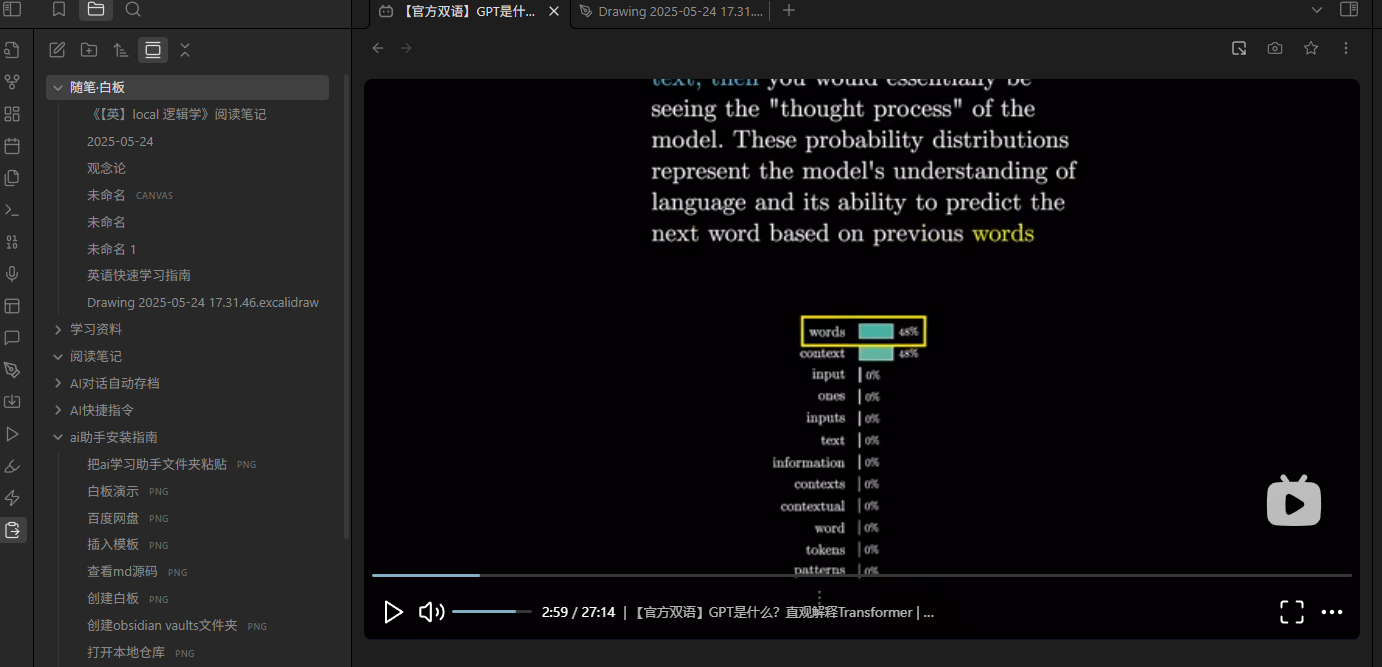 【官方双语】GPT是什...
Drawing 2025-05-24 17.31....
随笔·白板
《【英】local 逻辑学》阅读笔记
2025-05-24
观念论
未命名 CANVAS
未命名
未命名 1
英语快速学习指南
Drawing 2025-05-24 17.31.46.excalidraw
学习资料
阅读笔记
AI对话自动存档
AI快捷指令
ai助手安装指南
把ai学习助手文件夹粘贴 PNG
白板演示 PNG
百度网盘 PNG
插入模板 PNG
查看md源码 PNG
创建白板 PNG
创建obsidian vaults文件夹 PNG
打开本地仓库 PNG
text, then you would essentially be
seeing the "thought process" of the
model. These probability distributions
represent the model's understanding of
language and its ability to predict the
next word based on previous words
words 48%
context 48%
input 0%
ones 0%
inputs 0%
text 0%
information 0%
contexts 0%
contextual 0%
word 0%
tokens 0%
patterns 0%
2:59 / 27:14 | 【官方双语】GPT是什么？直观解释Transformer | ...